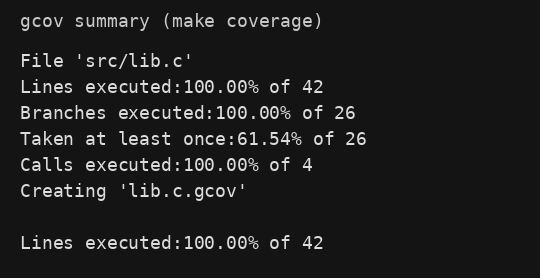 gcov summary (make coverage)
File 'src/lib.c'
Lines executed:100.00% of 42
Branches executed:100.00% of 26
Taken at least once:61.54% of 26
Calls executed:100.00% of 4
Creating 'lib.c.gcov'
Lines executed:100.00% of 42